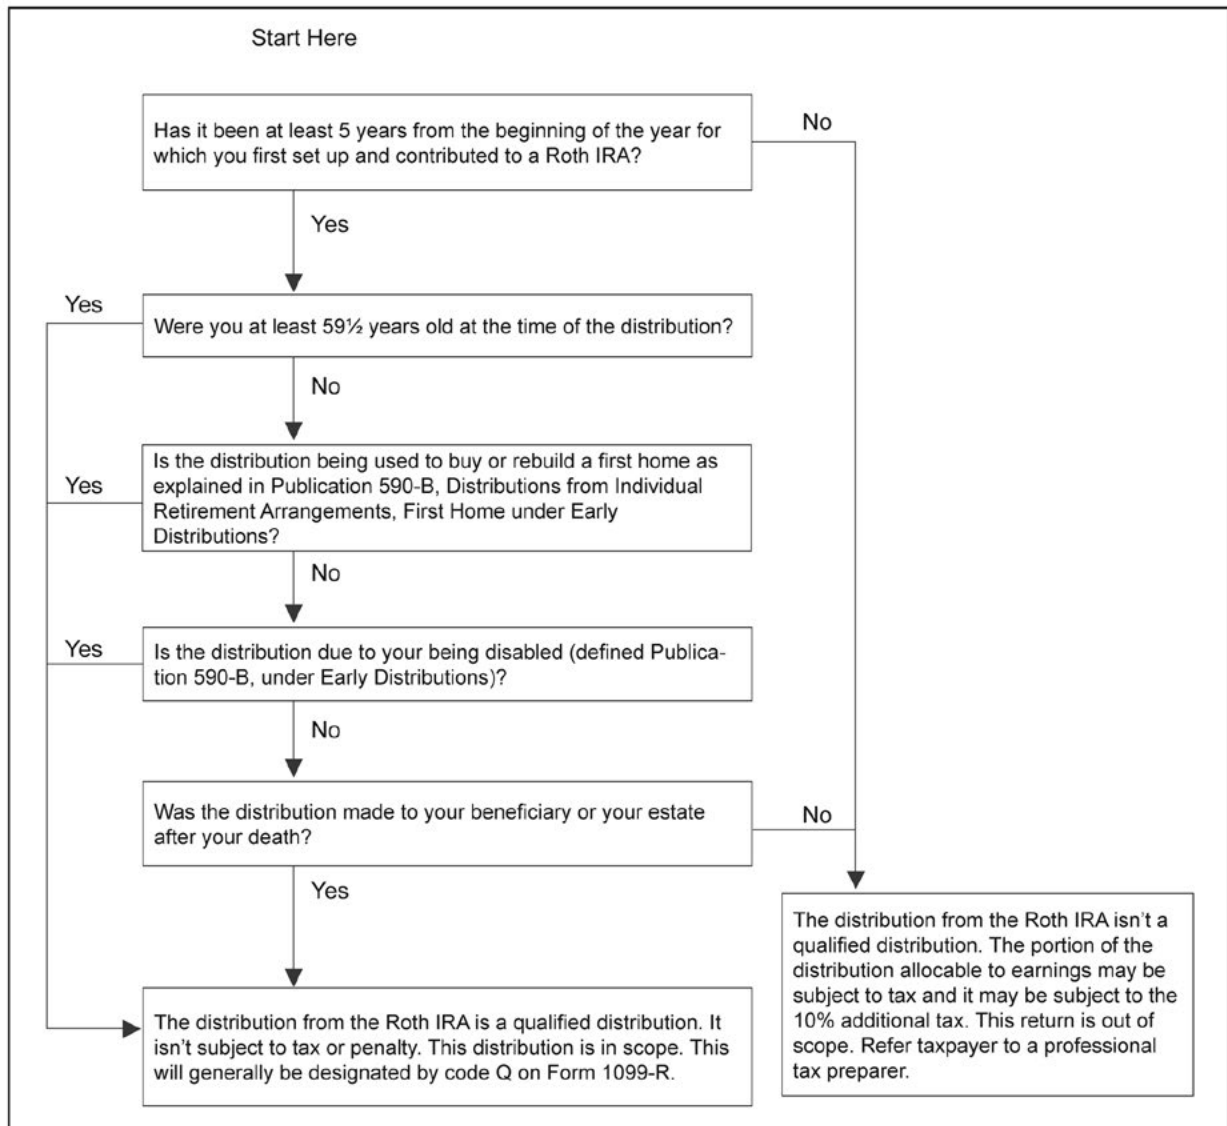 Start Here
Has it been at least 5 years from the beginning of the year for
which you first set up and contributed to a Roth IRA?
No
Yes
Yes
Were you at least 59½ years old at the time of the distribution?
No
Yes
Is the distribution being used to buy or rebuild a first home as
explained in Publication 590-B, Distributions from Individual
Retirement Arrangements, First Home under Early
Distributions?
No
Yes
Is the distribution due to your being disabled (defined Publica-
tion 590-B, under Early Distributions)?
No
Was the distribution made to your beneficiary or your estate
after your death?
No
Yes
The distribution from the Roth IRA is a qualified distribution. It
isn't subject to tax or penalty. This distribution is in scope. This
will generally be designated by code Q on Form 1099-R.
The distribution from the Roth IRA isn't a
qualified distribution. The portion of the
distribution allocable to earnings may be
subject to tax and it may be subject to the
10% additional tax. This return is out of
scope. Refer taxpayer to a professional
tax preparer.